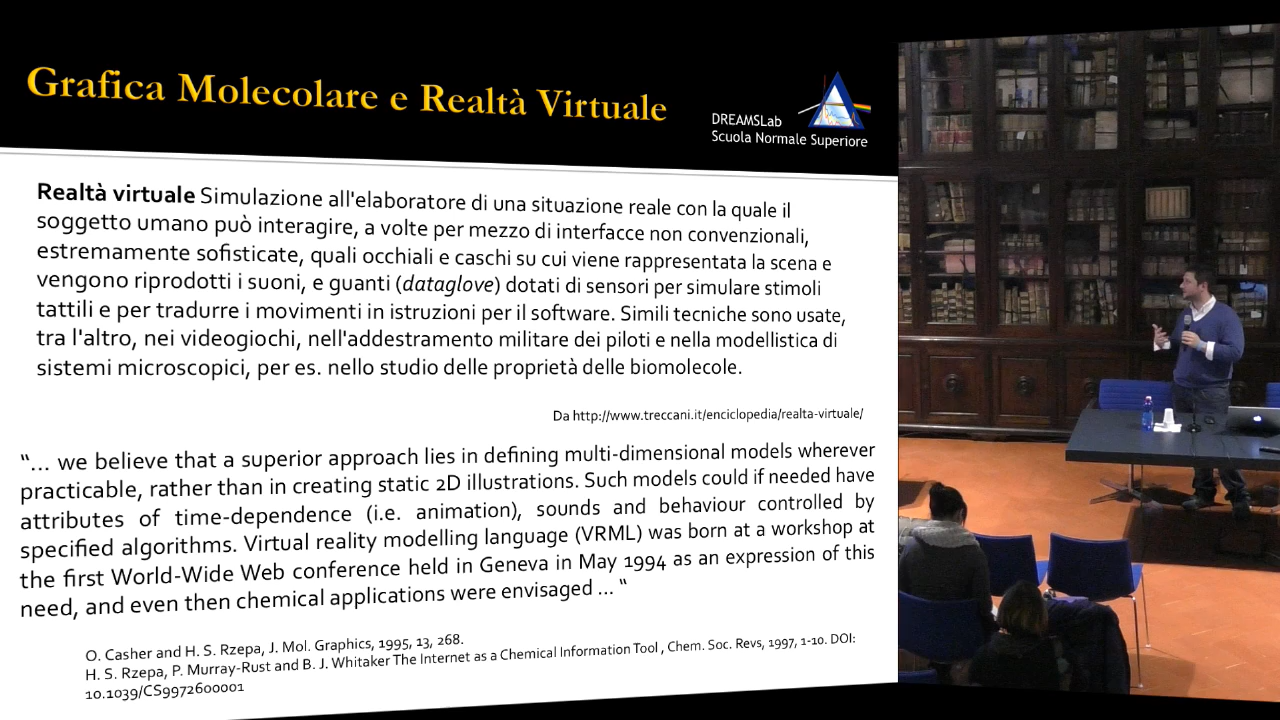 Grafica Molecolare e Realtà Virtuale
DREAMSLab
Scuola Normale Superiore
Realtà virtuale Simulazione all'elaboratore di una situazione reale con la quale il
soggetto umano può interagire, a volte per mezzo di interfacce non convenzionali,
estremamente sofisticate, quali occhiali e caschi su cui viene rappresentata la scena e
vengono riprodotti i suoni, e guanti (dataglove) dotati di sensori per simulare stimoli
tattili e per tradurre i movimenti in istruzioni per il software. Simili tecniche sono usate,
tra l'altro, nei videogiochi, nell'addestramento militare dei piloti e nella modellistica di
sistemi microscopici, per es. nello studio delle proprietà delle biomolecole.
Da http://www.treccani.it/enciclopedia/realta-virtuale/
“... we believe that a superior approach lies in defining multi-dimensional models wherever
practicable, rather than in creating static 2D illustrations. Such models could if needed have
attributes of time-dependence (i.e. animation), sounds and behaviour controlled by
specified algorithms. Virtual reality modelling language (VRML) was born at a workshop at
the first World-Wide Web conference held in Geneva in May 1994 as an expression of this
need, and even then chemical applications were envisaged ... “
O. Casher and H. S. Rzepa, J. Mol. Graphics, 1995, 13, 268.
H. S. Rzepa, P. Murray-Rust and B. J. Whitaker The Internet as a Chemical Information Tool , Chem. Soc. Revs, 1997, 1-10. DOI:
10.1039/CS9972600001